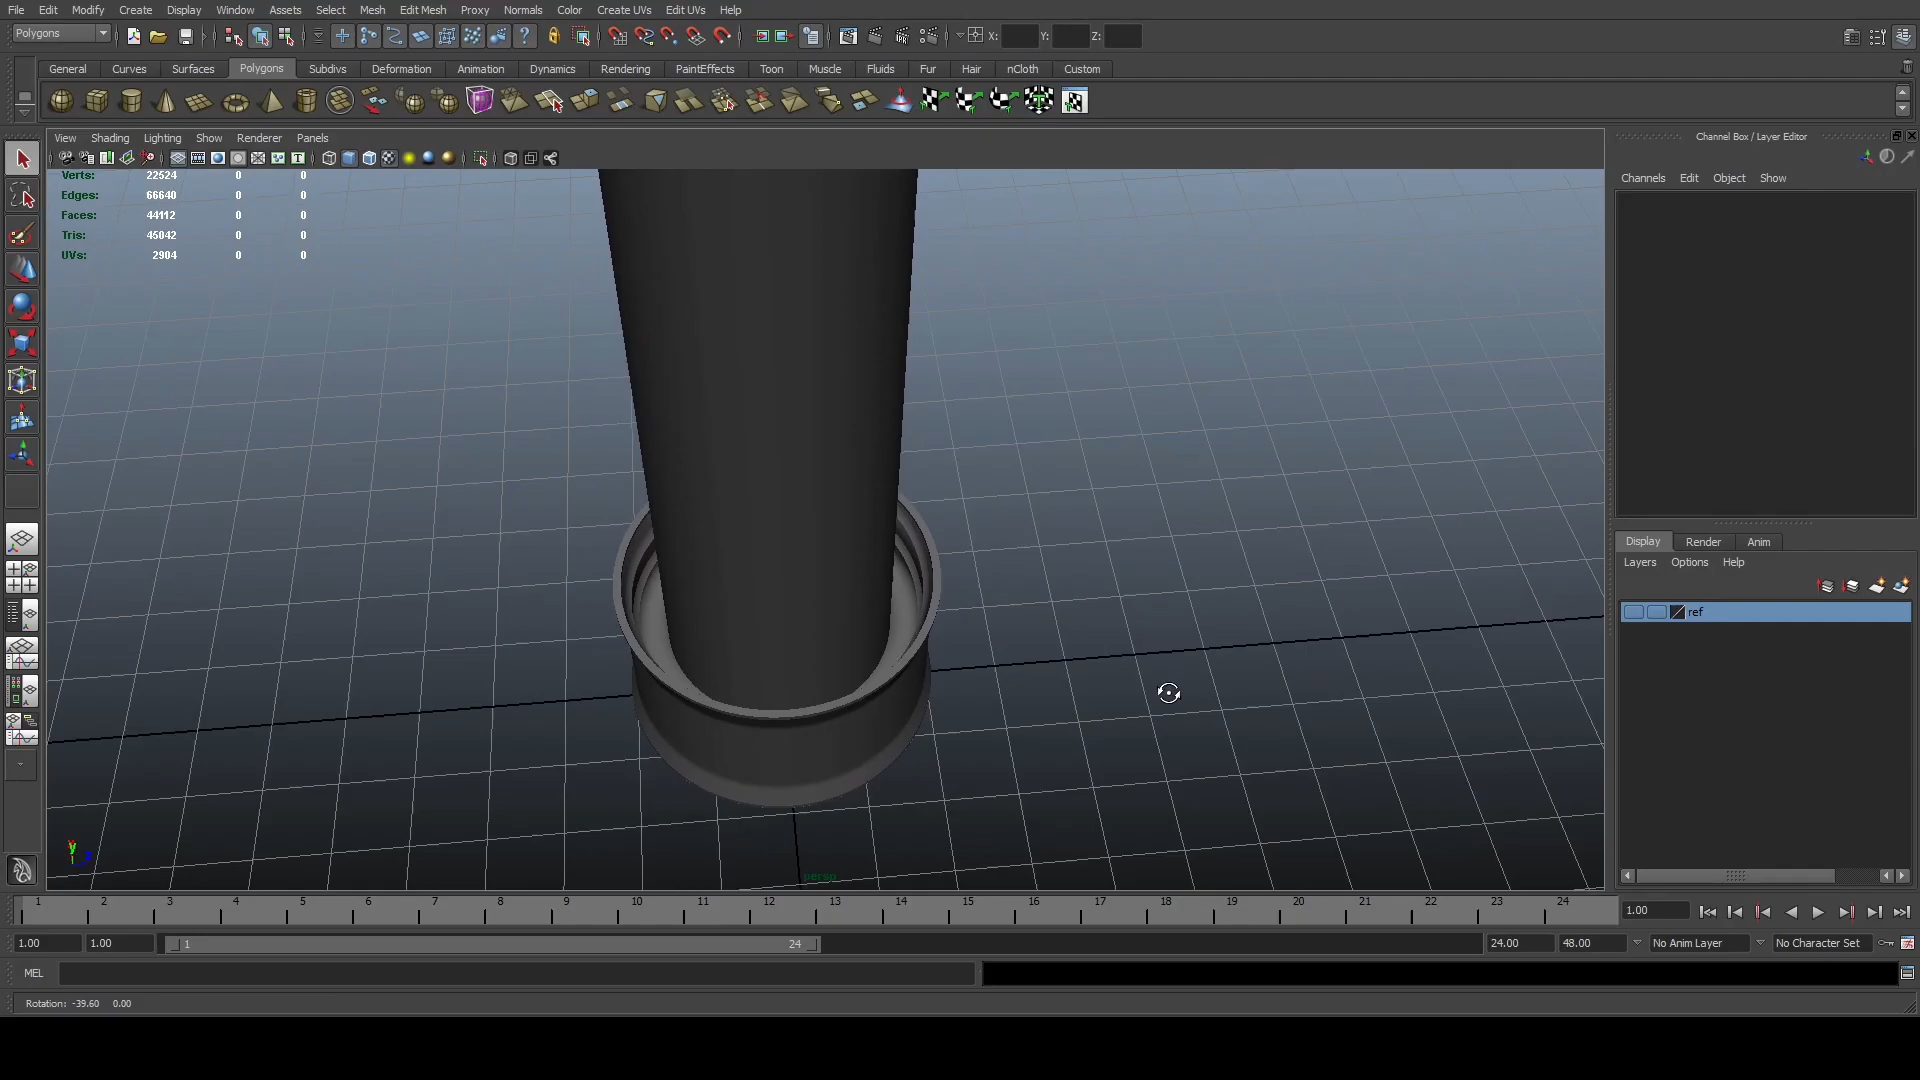 File Edit Modify Create Display Window Assets Select Mesh Edit Mesh Proxy Normals Color Create UVs Edit UVs Help
Polygons X: Y: Z:
General Curves Surfaces Polygons Subdivs Deformation Animation Dynamics Rendering PaintEffects Toon Muscle Fluids Fur Hair nCloth Custom
View Shading Lighting Show Renderer Panels
Channel Box / Layer Editor
Channels Edit Object Show
Verts: 22524 0 0
Edges: 66640 0 0
Faces: 44112 0 0
Tris: 45042 0 0
UVs: 2904 0 0
Display Render Anim
Layers Options Help
ref
y
persp
1 2 3 4 5 6 7 8 9 10 11 12 13 14 15 16 17 18 19 20 21 22 23 24 1.00
1.00 1.00 1 24 24.00 48.00 No Anim Layer No Character Set
MEL
Rotation: -39.60 0.00